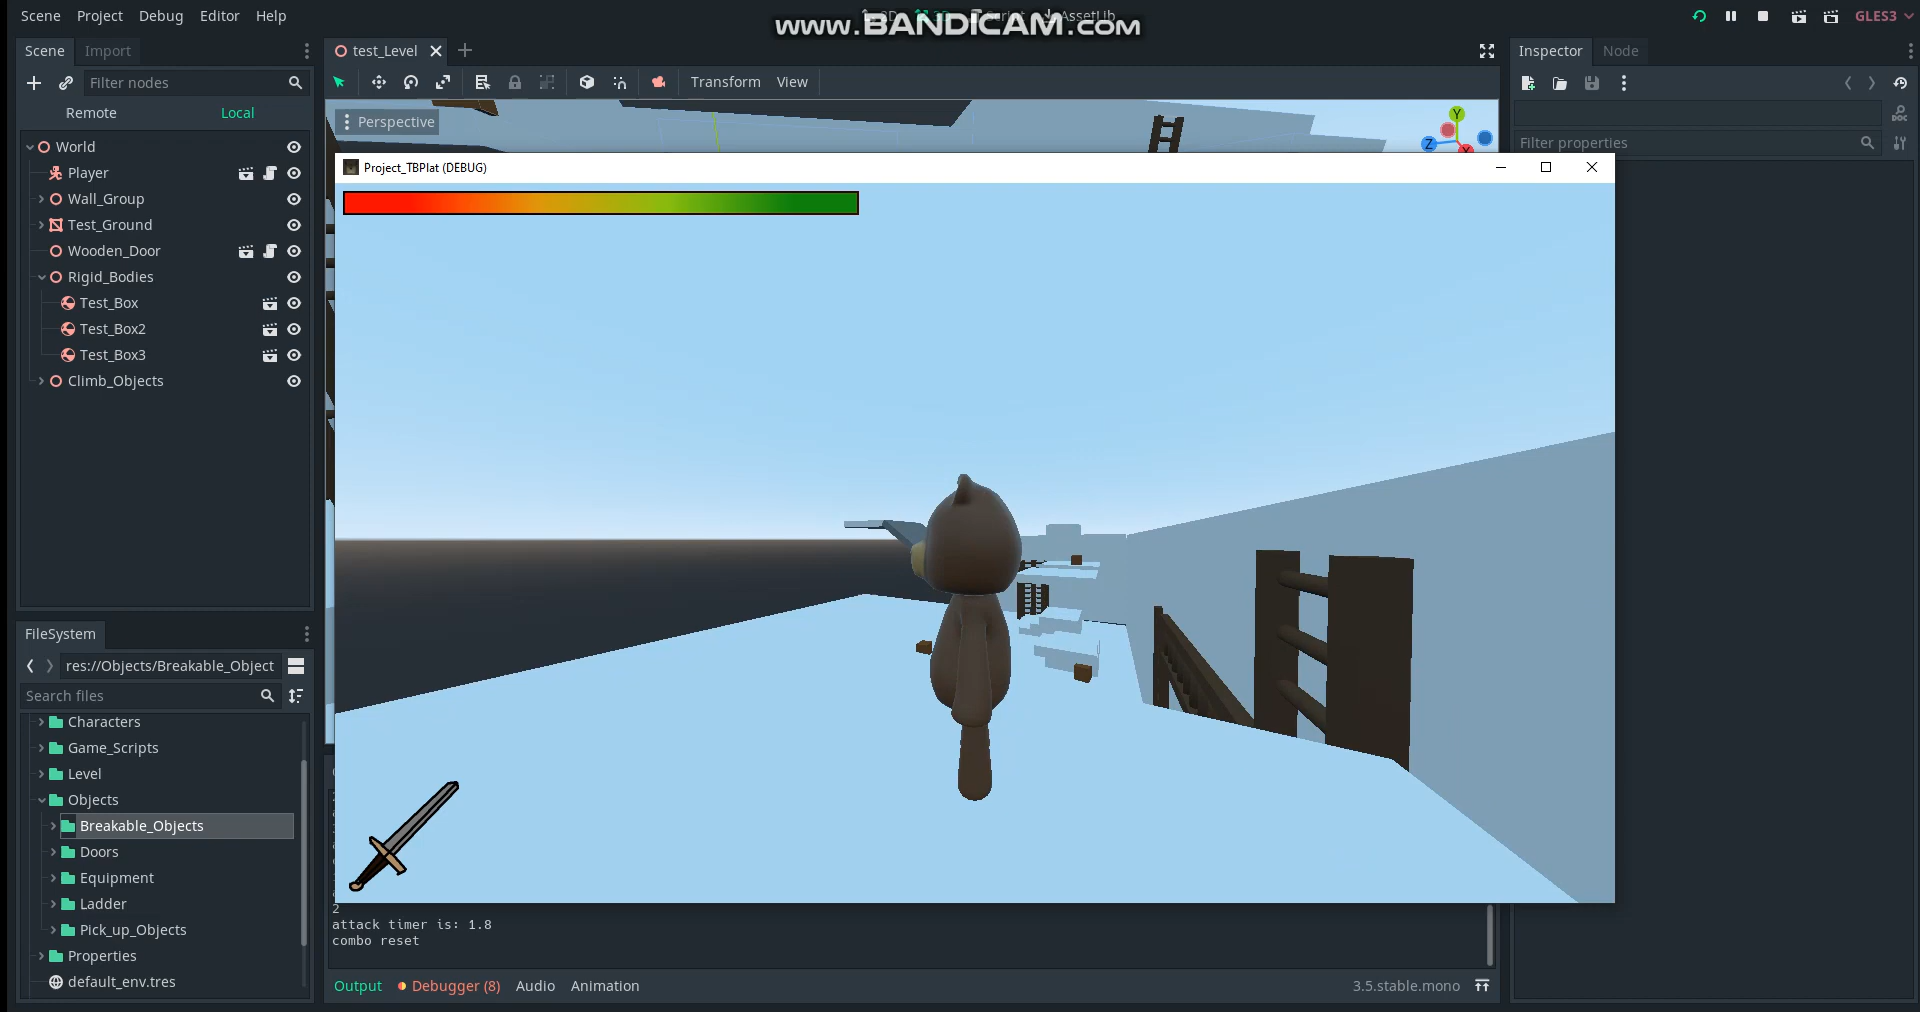 Scene Project Debug Editor Help
www.BANDICAM.com
AssetLib
GLES3
Scene Import
test_Level
Inspector Node
Filter nodes
Transform View
Remote Local
Perspective
Y
Z
X
DOC
Filter properties
World
Project_TBPlat (DEBUG)
Player
Wall_Group
Test_Ground
Wooden_Door
Rigid_Bodies
Test_Box
Test_Box2
Test_Box3
Climb_Objects
FileSystem
res://Objects/Breakable_Object
Search files
Characters
Game_Scripts
Level
Objects
Breakable_Objects
Doors
Equipment
Ladder
Pick_up_Objects
Properties
default_env.tres
2
attack timer is: 1.8
combo reset
Output Debugger (8) Audio Animation
3.5.stable.mono